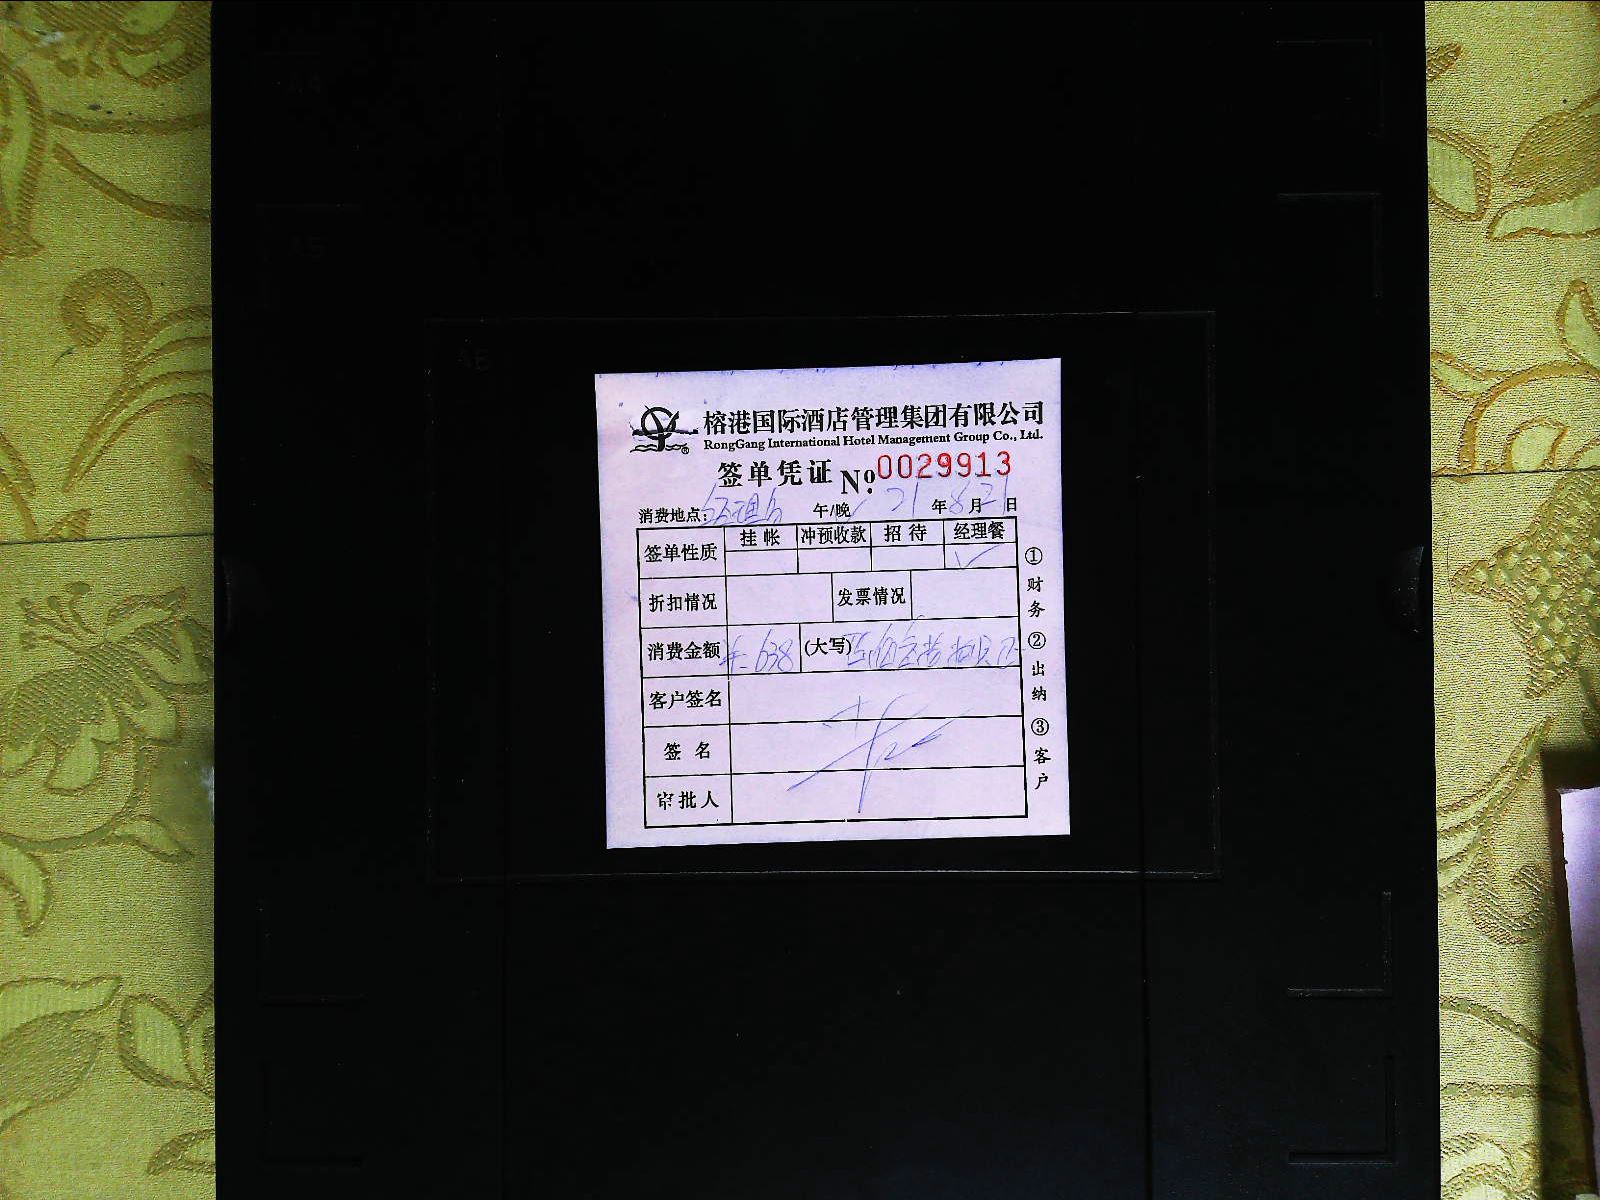 榕港国际酒店管理集团有限公司
RongGang International Hotel Management Group Co., Ltd.
签单凭证 No. 0029913
消费地点: 午/晚 21 年 8 月 21 日
签单性质 挂帐 冲预收款 招待 经理餐
✓
折扣情况 发票情况
消费金额 ¥: 638 (大写)
客户签名
签名
审批人
①财务 ②出纳 ③客户
A5